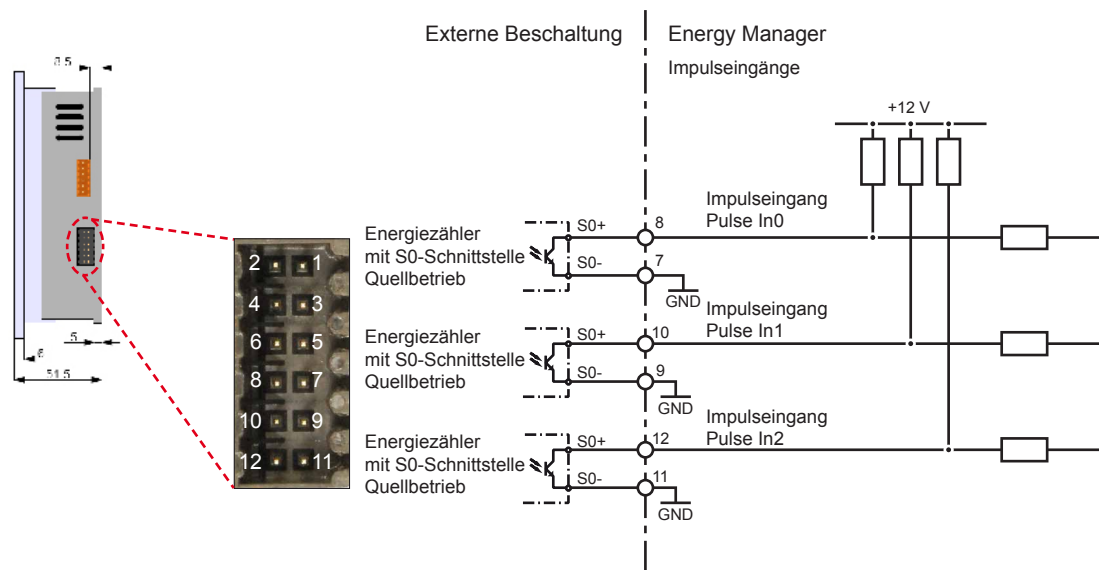 Externe Beschaltung
Energy Manager
Impulseingänge
+12 V
8.5
5
6
54.5
2 1
4 3
6 5
8 7
10 9
12 11
Energiezähler
mit S0-Schnittstelle
Quellbetrieb
S0+
S0-
8
7
GND
Impulseingang
Pulse In0
Energiezähler
mit S0-Schnittstelle
Quellbetrieb
S0+
S0-
10
9
GND
Impulseingang
Pulse In1
Energiezähler
mit S0-Schnittstelle
Quellbetrieb
S0+
S0-
12
11
GND
Impulseingang
Pulse In2